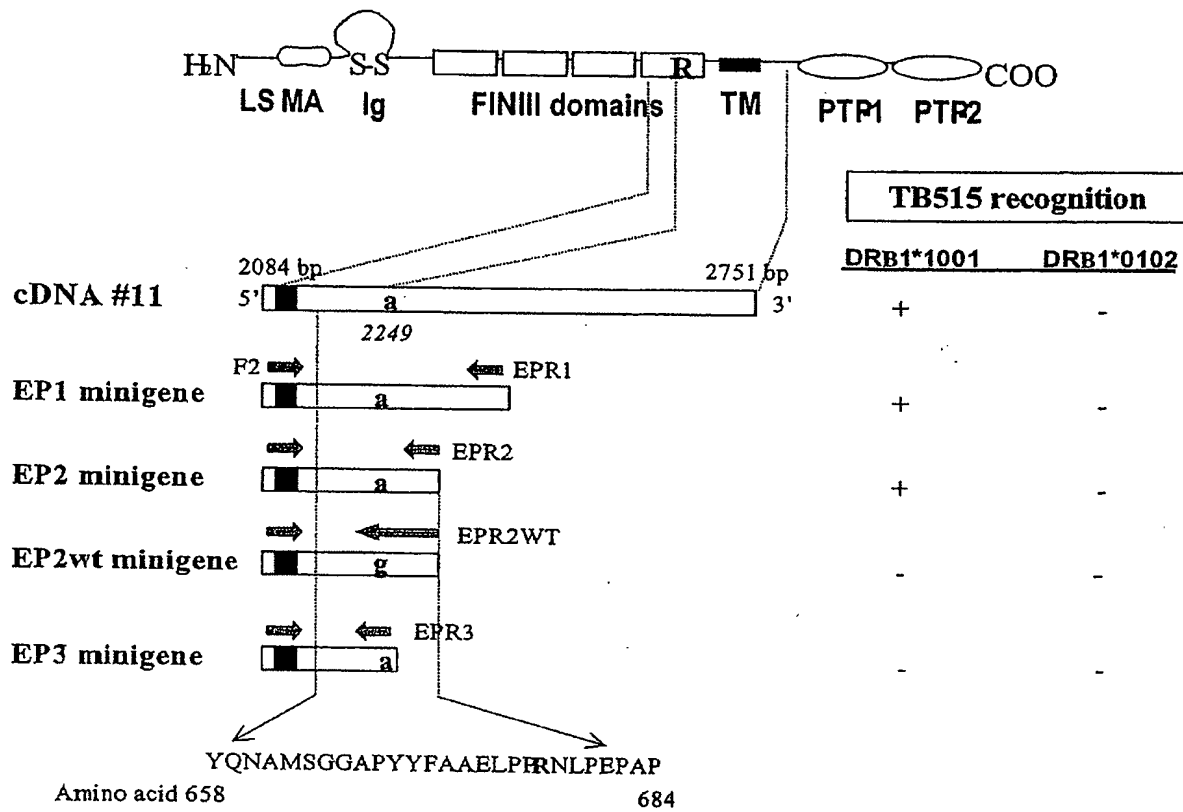 H2N S-S R COO
LS MA Ig FINIII domains TM PTP1 PTP2
TB515 recognition
DRB1*1001 DRB1*0102
2084 bp 2751 bp
cDNA #11 5' a 3' + -
2249
F2 EPR1
EP1 minigene a + -
EPR2
EP2 minigene a + -
EPR2WT
EP2wt minigene g - -
EPR3
EP3 minigene a - -
YQNAMSGGAPYYFAAELPPRNLPEPAP
Amino acid 658 684